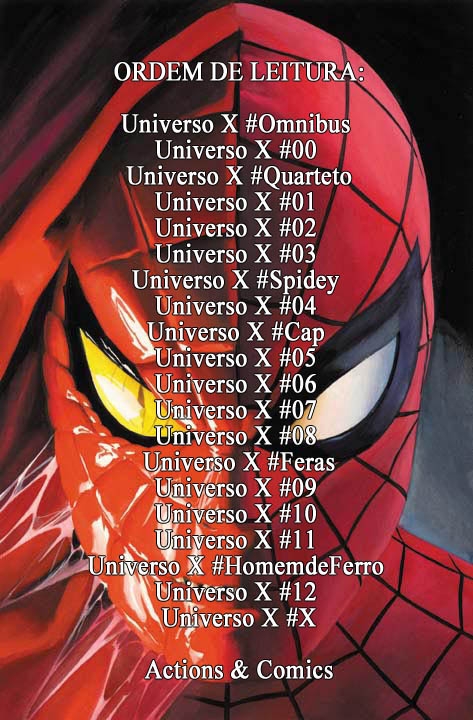 ORDEM DE LEITURA:
Universo X #Omnibus
Universo X #00
Universo X #Quarteto
Universo X #01
Universo X #02
Universo X #03
Universo X #Spidey
Universo X #04
Universo X #Cap
Universo X #05
Universo X #06
Universo X #07
Universo X #08
Universo X #Feras
Universo X #09
Universo X #10
Universo X #11
Universo X #HomemdeFerro
Universo X #12
Universo X #X
Actions & Comics